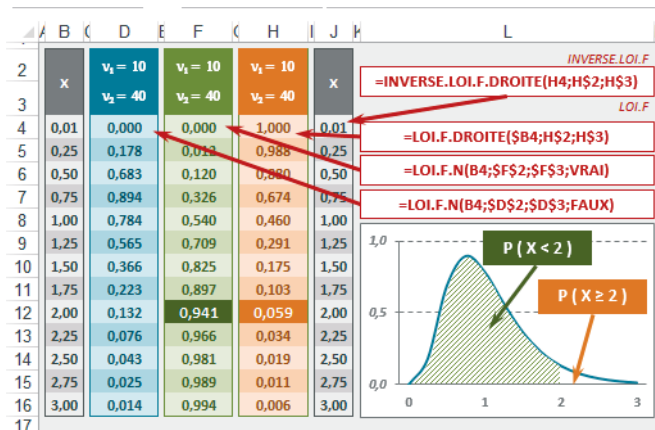 A B C D E F G H I J K L
2 ν₁ = 10 ν₁ = 10 ν₁ = 10 INVERSE.LOI.F
x x =INVERSE.LOI.F.DROITE(H4;H$2;H$3)
3 ν₂ = 40 ν₂ = 40 ν₂ = 40 LOI.F
4 0,01 0,000 0,000 1,000 0,01 =LOI.F.DROITE($B4;H$2;H$3)
5 0,25 0,178 0,012 0,988 0,25
6 0,50 0,683 0,120 0,880 0,50 =LOI.F.N(B4;$F$2;$F$3;VRAI)
7 0,75 0,894 0,326 0,674 0,75 =LOI.F.N(B4;$D$2;$D$3;FAUX)
8 1,00 0,784 0,540 0,460 1,00
9 1,25 0,565 0,709 0,291 1,25 1,0 P ( X < 2 )
10 1,50 0,366 0,825 0,175 1,50
11 1,75 0,223 0,897 0,103 1,75 P ( X ≥ 2 )
12 2,00 0,132 0,941 0,059 2,00 0,5
13 2,25 0,076 0,966 0,034 2,25
14 2,50 0,043 0,981 0,019 2,50
15 2,75 0,025 0,989 0,011 2,75 0,0
16 3,00 0,014 0,994 0,006 3,00 0 1 2 3
17